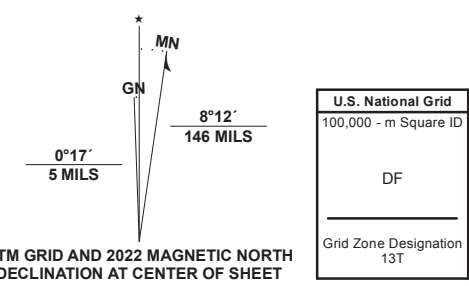 ★
MN
GN
8°12´
146 MILS
0°17´
5 MILS
TM GRID AND 2022 MAGNETIC NORTH
DECLINATION AT CENTER OF SHEET
U.S. National Grid
100,000 - m Square ID
DF
Grid Zone Designation
13T